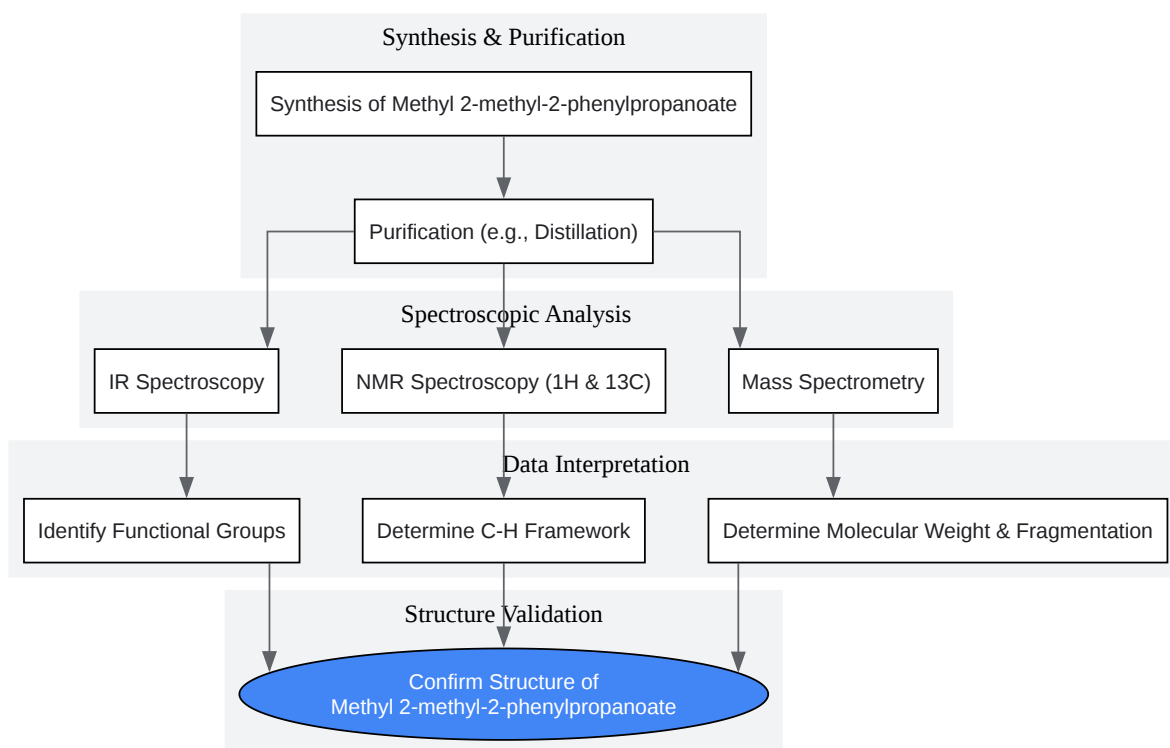 Synthesis & Purification
Synthesis of Methyl 2-methyl-2-phenylpropanoate
Purification (e.g., Distillation)
Spectroscopic Analysis
IR Spectroscopy
NMR Spectroscopy (1H & 13C)
Mass Spectrometry
Data Interpretation
Identify Functional Groups
Determine C-H Framework
Determine Molecular Weight & Fragmentation
Structure Validation
Confirm Structure of
Methyl 2-methyl-2-phenylpropanoate